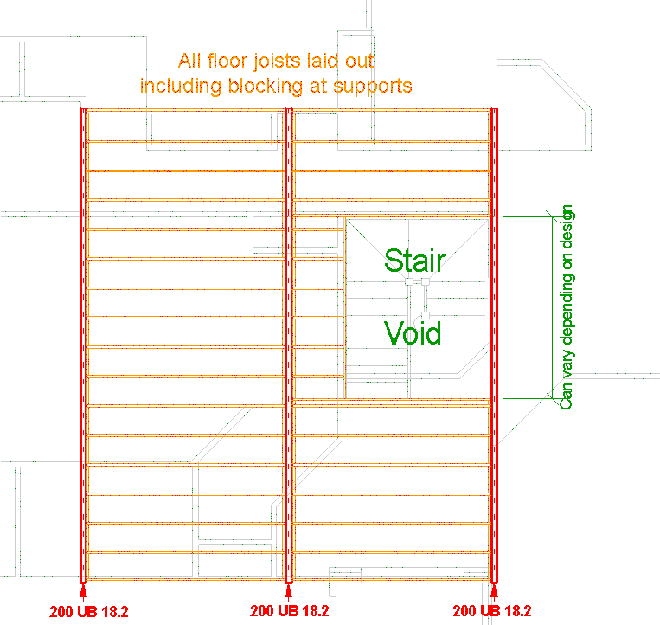 All floor joists laid out
including blocking at supports
Stair
Void
Can vary depending on design
200 UB 18.2
200 UB 18.2
200 UB 18.2